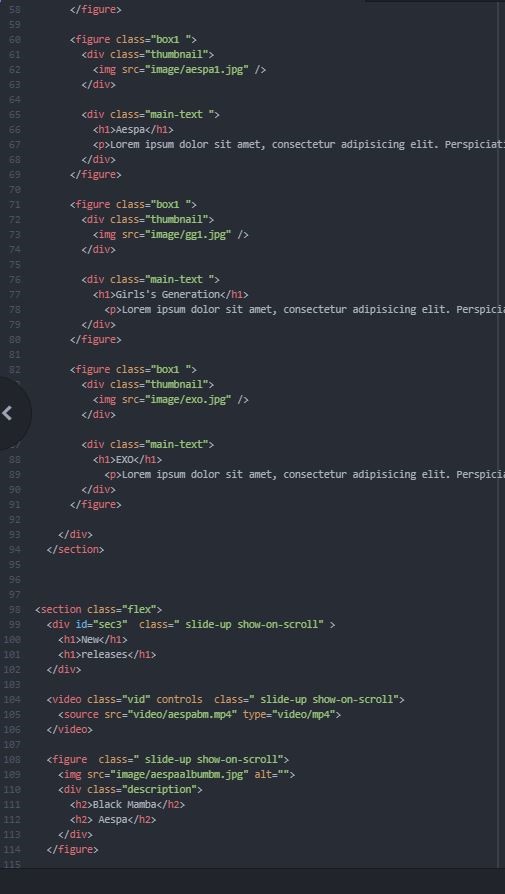 58 </figure>
59
60 <figure class="box1 ">
61 <div class="thumbnail">
62 <img src="image/aespa1.jpg" />
63 </div>
64
65 <div class="main-text ">
66 <h1>Aespa</h1>
67 <p>Lorem ipsum dolor sit amet, consectetur adipisicing elit. Perspiciati
68 </div>
69 </figure>
70
71 <figure class="box1 ">
72 <div class="thumbnail">
73 <img src="image/gg1.jpg" />
74 </div>
75
76 <div class="main-text ">
77 <h1>Girls's Generation</h1>
78 <p>Lorem ipsum dolor sit amet, consectetur adipisicing elit. Perspicia
79 </div>
80 </figure>
81
82 <figure class="box1 ">
<div class="thumbnail">
<img src="image/exo.jpg" />
</div>

<div class="main-text">
88 <h1>EXO</h1>
89 <p>Lorem ipsum dolor sit amet, consectetur adipisicing elit. Perspicia
90 </div>
91 </figure>
92
93 </div>
94 </section>
95
96
97
98 <section class="flex">
99 <div id="sec3"  class=" slide-up show-on-scroll" >
100 <h1>New</h1>
101 <h1>releases</h1>
102 </div>
103
104 <video class="vid" controls  class=" slide-up show-on-scroll">
105 <source src="video/aespabm.mp4" type="video/mp4">
106 </video>
107
108 <figure  class=" slide-up show-on-scroll">
109 <img src="image/aespaalbumbm.jpg" alt="">
110 <div class="description">
111 <h2>Black Mamba</h2>
112 <h2> Aespa</h2>
113 </div>
114 </figure>
115